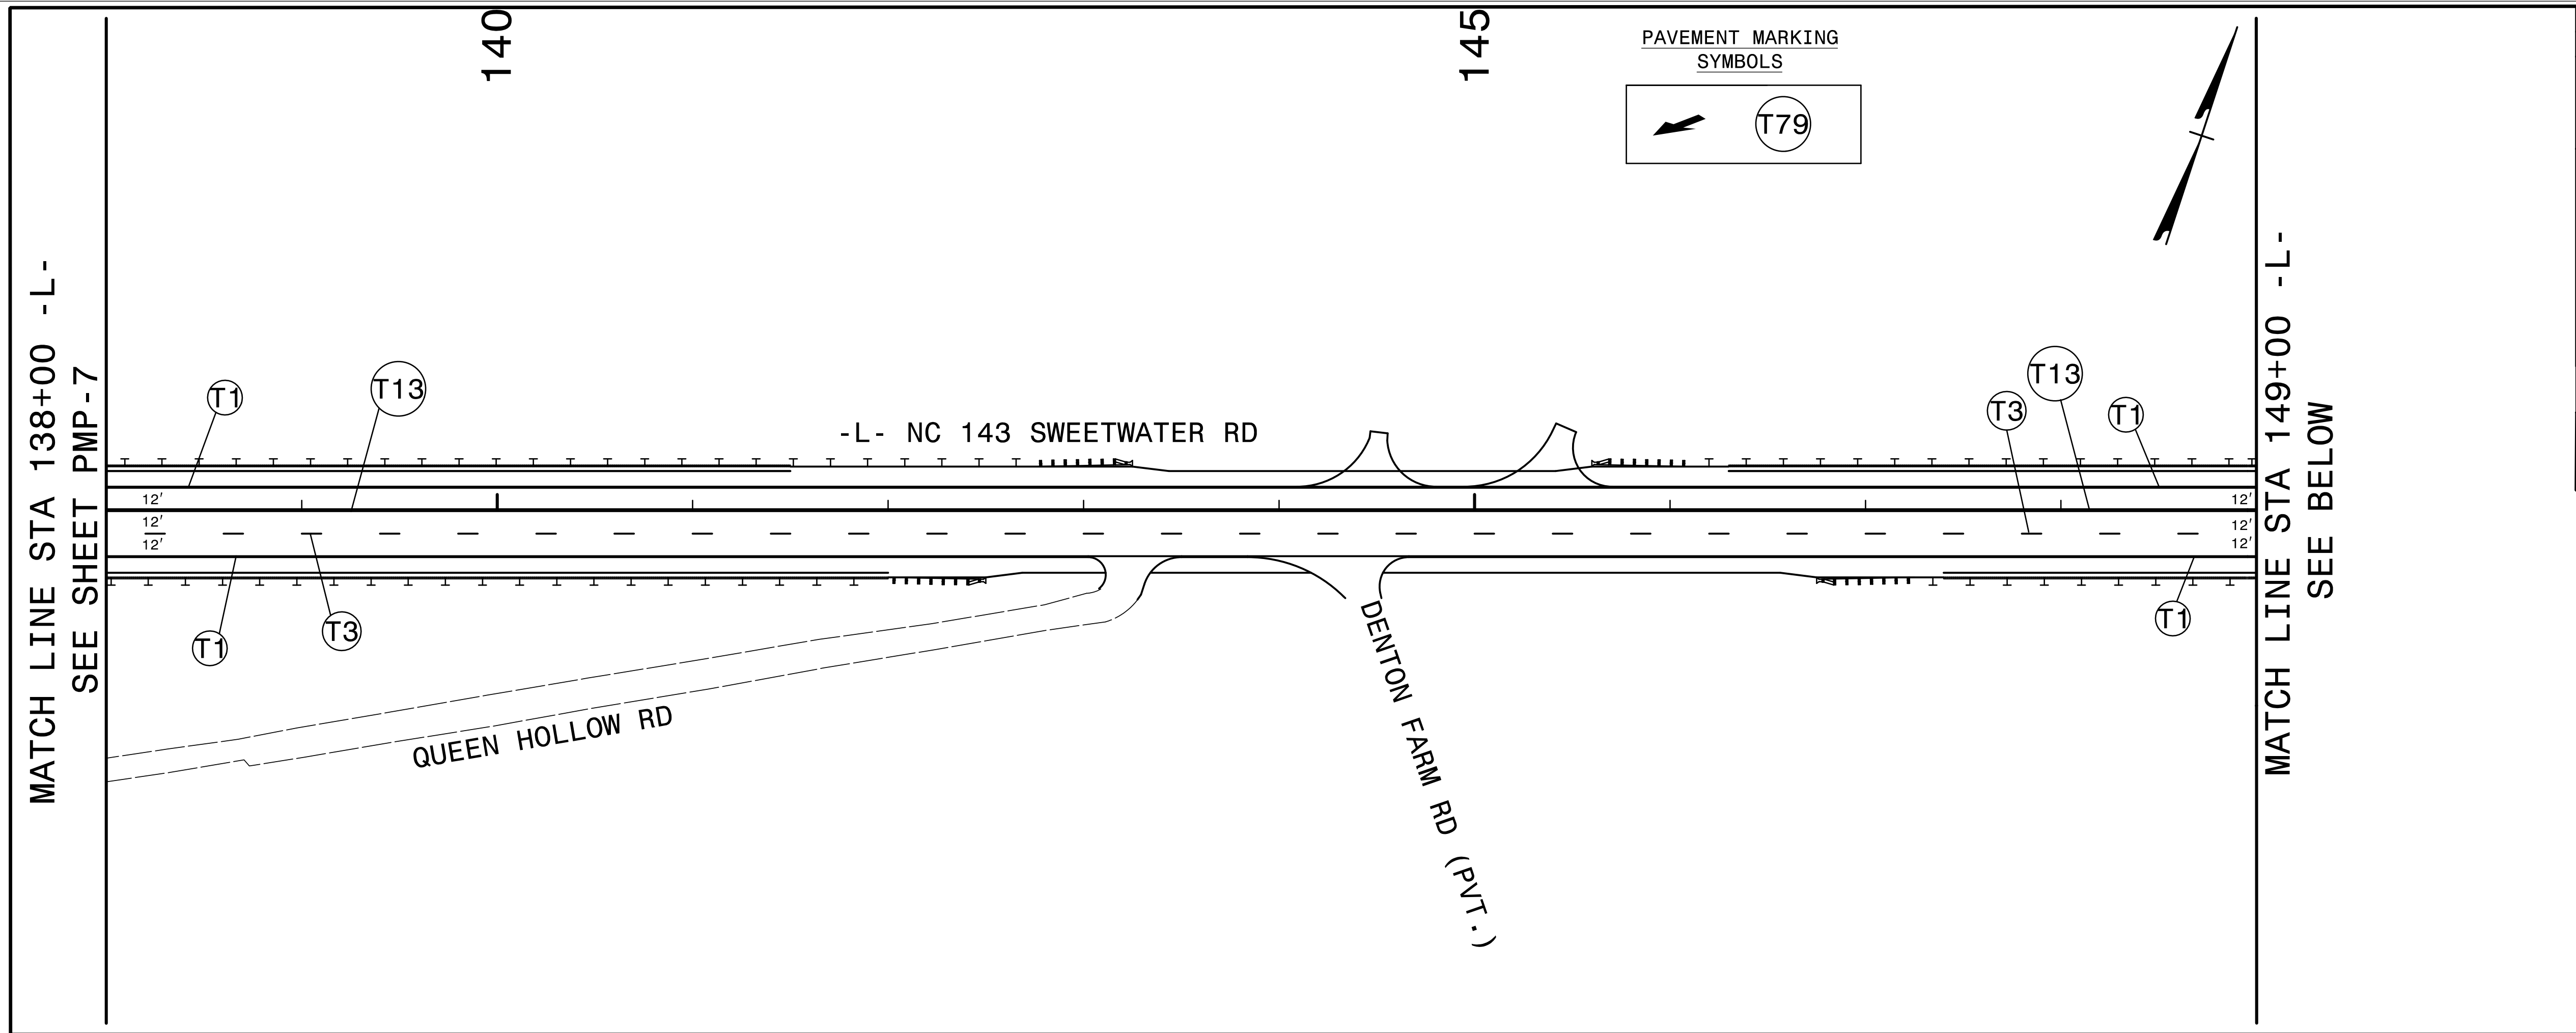 140
145
PAVEMENT MARKING
SYMBOLS
T79
MATCH LINE STA 138+00 -L-
SEE SHEET PMP-7
T1
T13
-L- NC 143 SWEETWATER RD
T3
T13
T1
12'
12'
12'
12'
12'
12'
T1
T3
T1
QUEEN HOLLOW RD
DENTON FARM RD (PVT.)
MATCH LINE STA 149+00 -L-
SEE BELOW